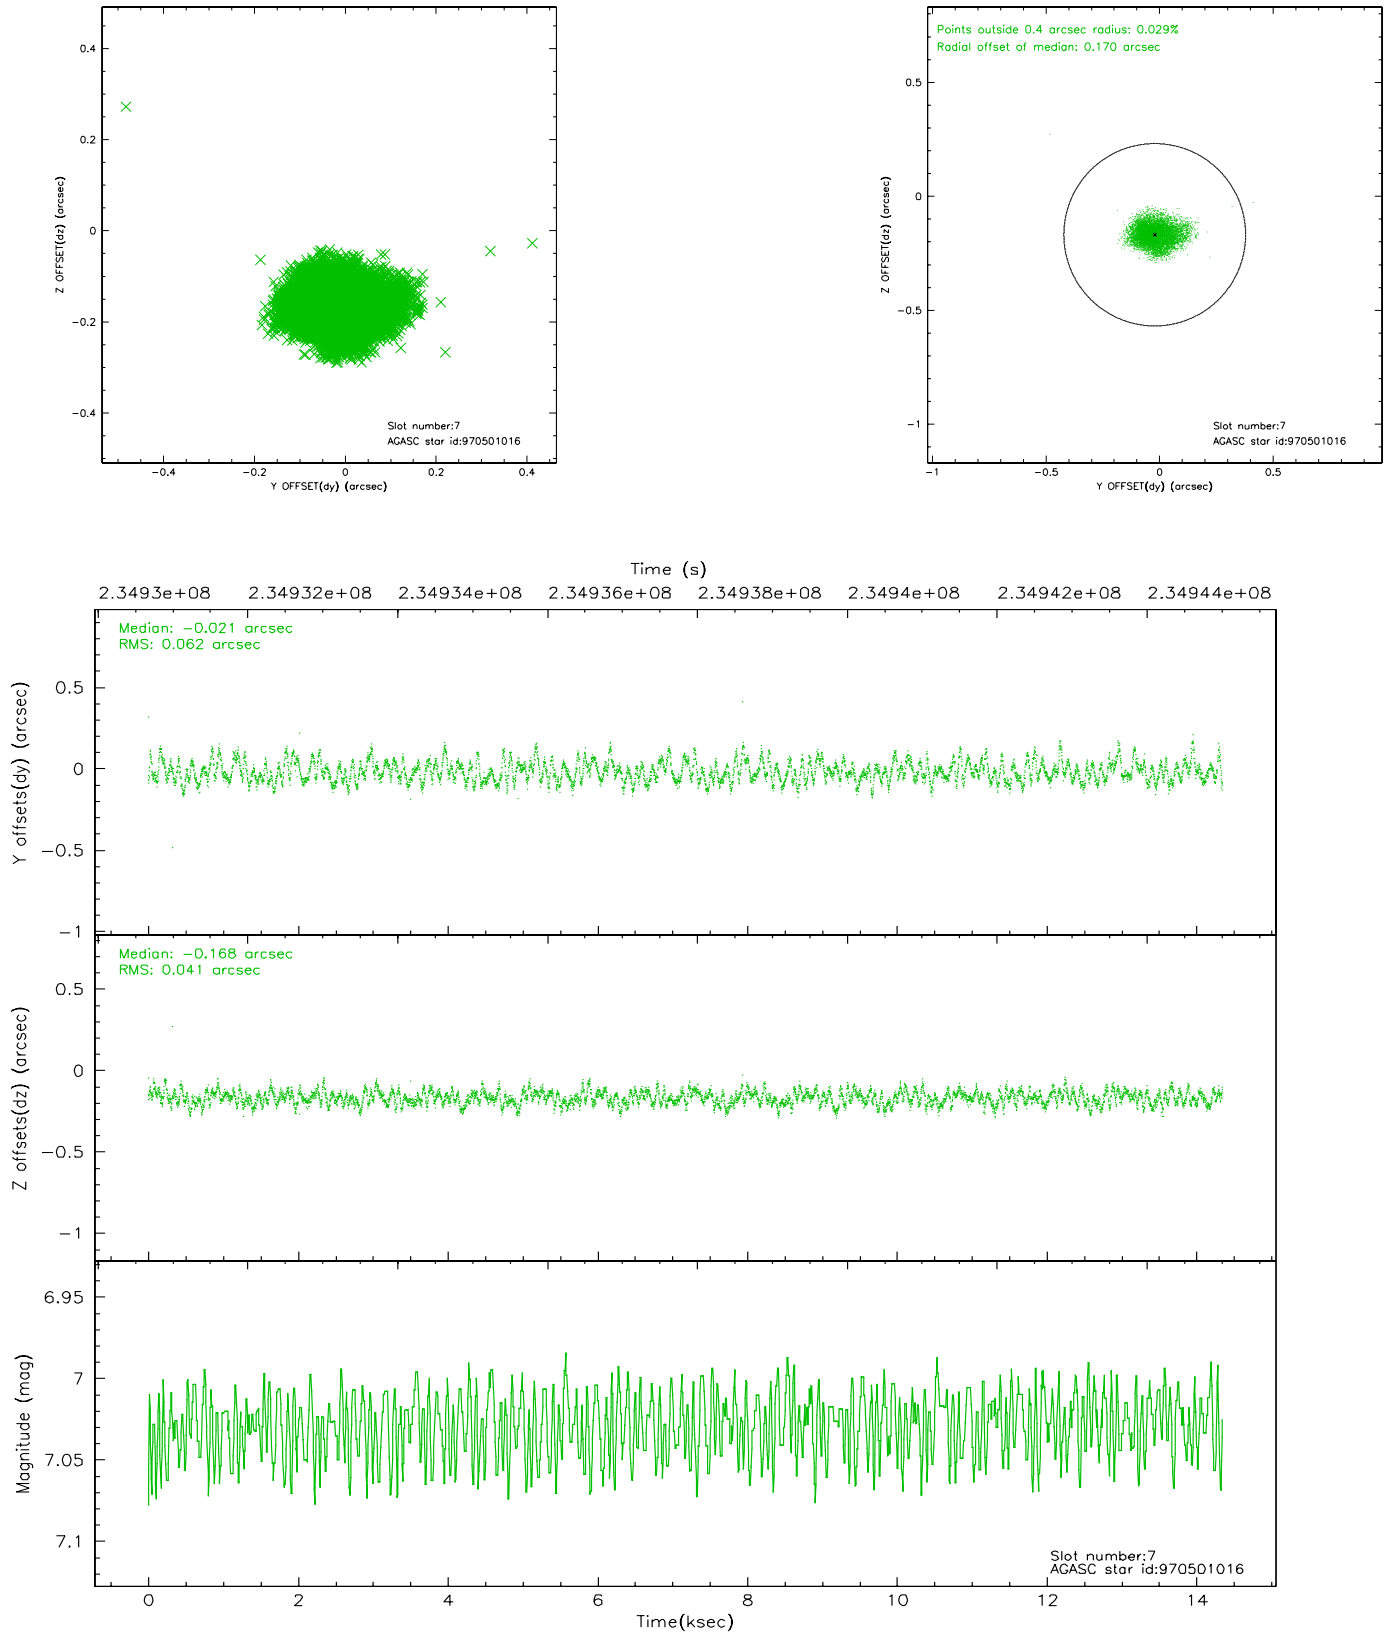 0.4
0.2
0
−0.2
−0.4
Z OFFSET(dz) (arcsec)
Slot number:7
AGASC star id:970501016
−0.4 −0.2 0 0.2 0.4
Y OFFSET(dy) (arcsec)
Points outside 0.4 arcsec radius: 0.029%
Radial offset of median: 0.170 arcsec
0.5
0
−0.5
−1
Z OFFSET(dz) (arcsec)
Slot number:7
AGASC star id:970501016
−1 −0.5 0 0.5
Y OFFSET(dy) (arcsec)
Time (s)
2.3493e+08 2.34932e+08 2.34934e+08 2.34936e+08 2.34938e+08 2.3494e+08 2.34942e+08 2.34944e+08
Median: −0.021 arcsec
RMS: 0.062 arcsec
0.5
0
−0.5
−1
Y offsets(dy) (arcsec)
Median: −0.168 arcsec
RMS: 0.041 arcsec
0.5
0
−0.5
−1
Z offsets(dz) (arcsec)
6.95
7
7.05
7.1
Magnitude (mag)
Slot number:7
AGASC star id:970501016
0 2 4 6 8 10 12 14
Time(ksec)